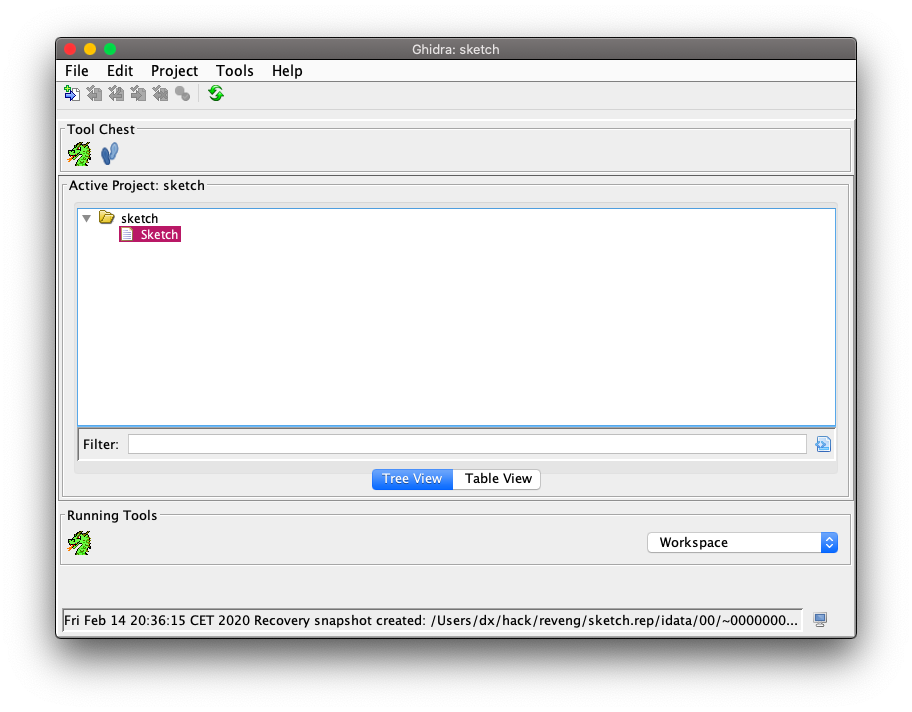 Ghidra: sketch
File Edit Project Tools Help
Tool Chest
Active Project: sketch
sketch
Sketch
Filter:
Tree View Table View
Running Tools
Workspace
Fri Feb 14 20:36:15 CET 2020 Recovery snapshot created: /Users/dx/hack/reveng/sketch.rep/idata/00/~0000000...